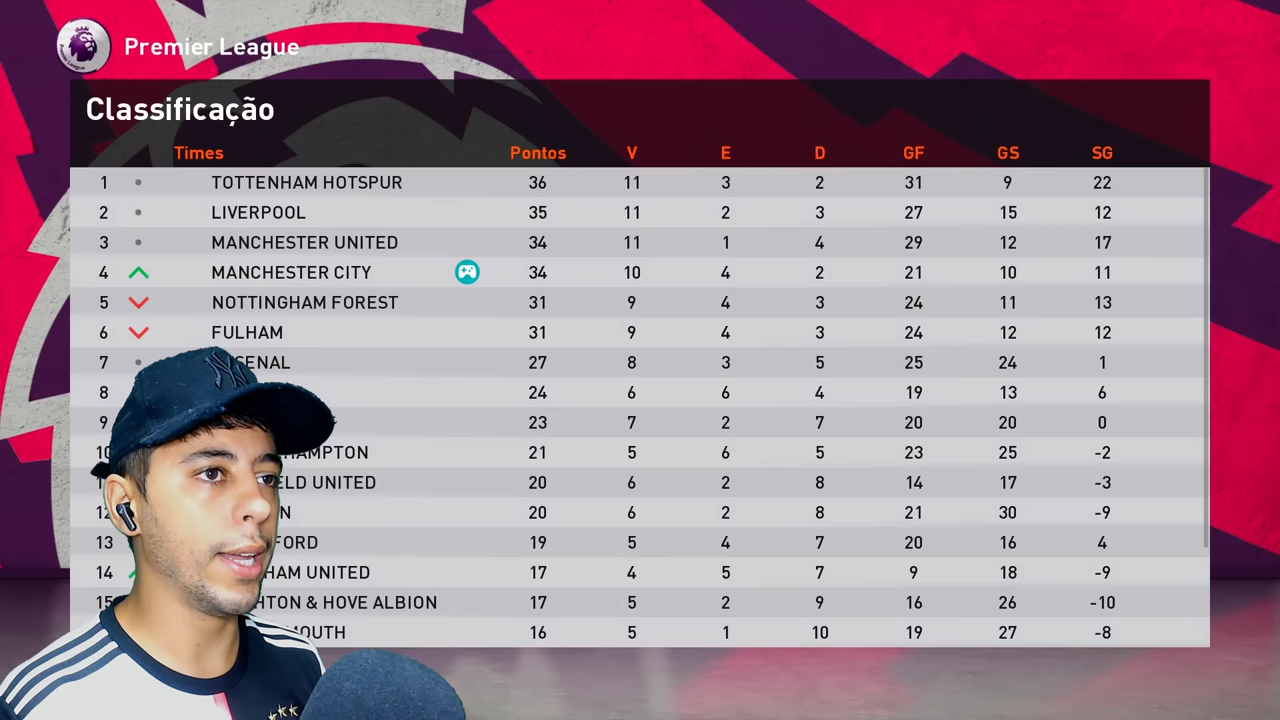 Premier League
Classificação
Times Pontos V E D GF GS SG
1 TOTTENHAM HOTSPUR 36 11 3 2 31 9 22
2 LIVERPOOL 35 11 2 3 27 15 12
3 MANCHESTER UNITED 34 11 1 4 29 12 17
4 MANCHESTER CITY 34 10 4 2 21 10 11
5 NOTTINGHAM FOREST 31 9 4 3 24 11 13
6 FULHAM 31 9 4 3 24 12 12
7 SENAL 27 8 3 5 25 24 1
8 24 6 6 4 19 13 6
9 23 7 2 7 20 20 0
10 HAMPTON 21 5 6 5 23 25 -2
ELD UNITED 20 6 2 8 14 17 -3
12 N 20 6 2 8 21 30 -9
13 FORD 19 5 4 7 20 16 4
14 HAM UNITED 17 4 5 7 9 18 -9
15 HTON & HOVE ALBION 17 5 2 9 16 26 -10
MOUTH 16 5 1 10 19 27 -8